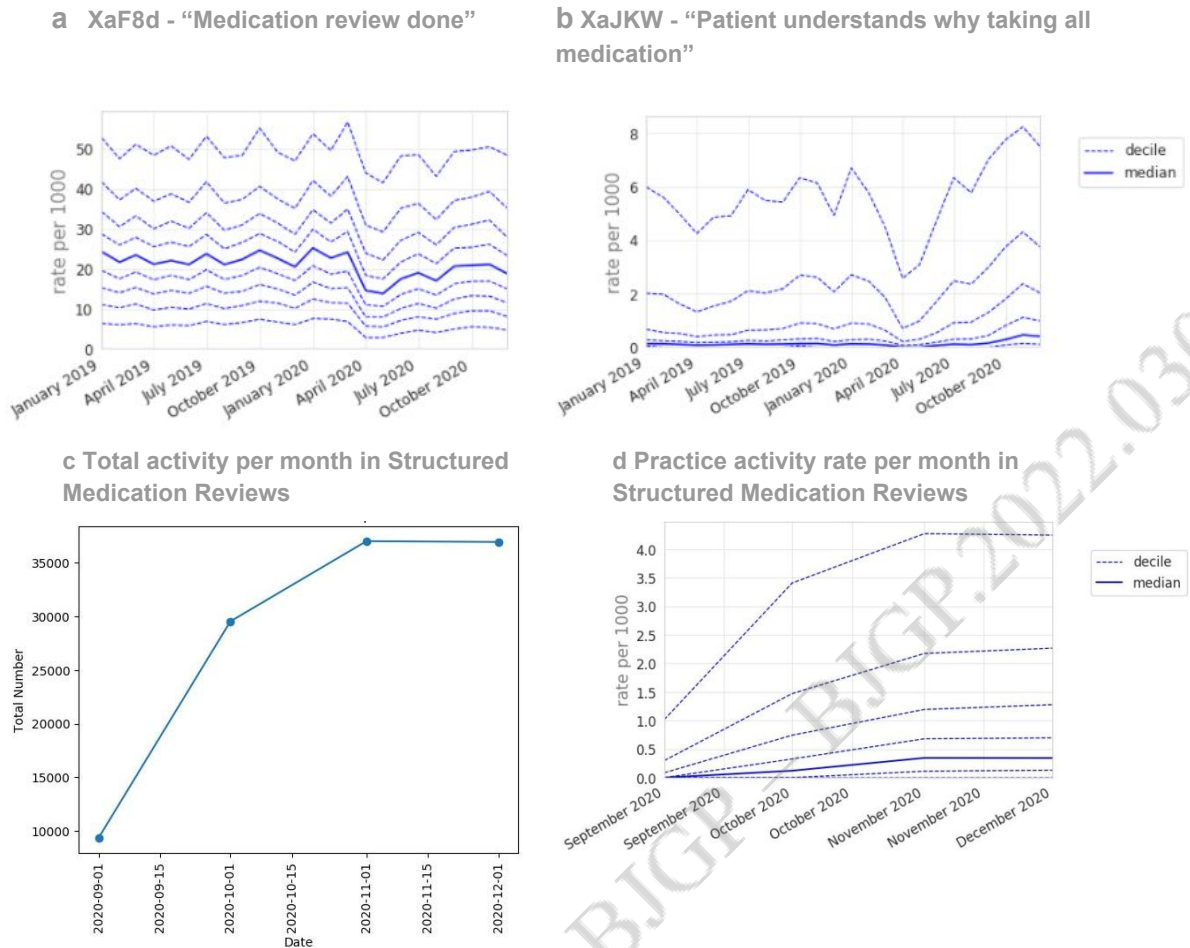 a XaF8d - “Medication review done”
b XaJKW - “Patient understands why taking all
medication”
rate per 1000
50
40
30
20
10
0
January 2019
April 2019
July 2019
October 2019
January 2020
April 2020
July 2020
October 2020
rate per 1000
8
6
4
2
0
January 2019
April 2019
July 2019
October 2019
January 2020
April 2020
July 2020
October 2020
decile
median
c Total activity per month in Structured
Medication Reviews
Total Number
35000
30000
25000
20000
15000
10000
2020-09-01
2020-09-15
2020-10-01
2020-10-15
2020-11-01
2020-11-15
2020-12-01
Date
d Practice activity rate per month in
Structured Medication Reviews
rate per 1000
4.0
3.5
3.0
2.5
2.0
1.5
1.0
0.5
0.0
September 2020
September 2020
October 2020
October 2020
November 2020
November 2020
December 2020
decile
median
BJGP – BJGP.2022.030